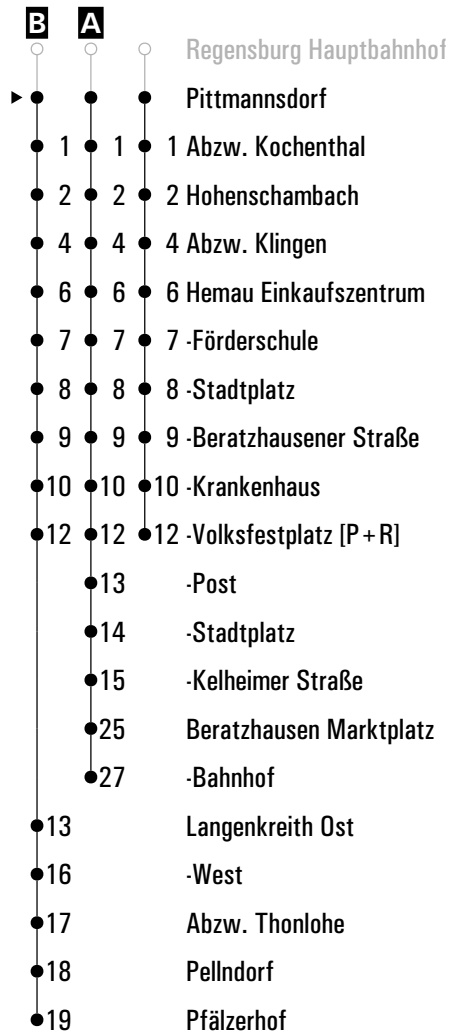 B A
Regensburg Hauptbahnhof
Pittmannsdorf
1 1 1 Abzw. Kochenthal
2 2 2 Hohenschambach
4 4 4 Abzw. Klingen
6 6 6 Hemau Einkaufszentrum
7 7 7 -Förderschule
8 8 8 -Stadtplatz
9 9 9 -Beratzhausener Straße
10 10 10 -Krankenhaus
12 12 12 -Volksfestplatz [P+R]
13 -Post
14 -Stadtplatz
15 -Kelheimer Straße
25 Beratzhausen Marktplatz
27 -Bahnhof
13 Langenkreith Ost
16 -West
17 Abzw. Thonlohe
18 Pellndorf
19 Pfälzerhof